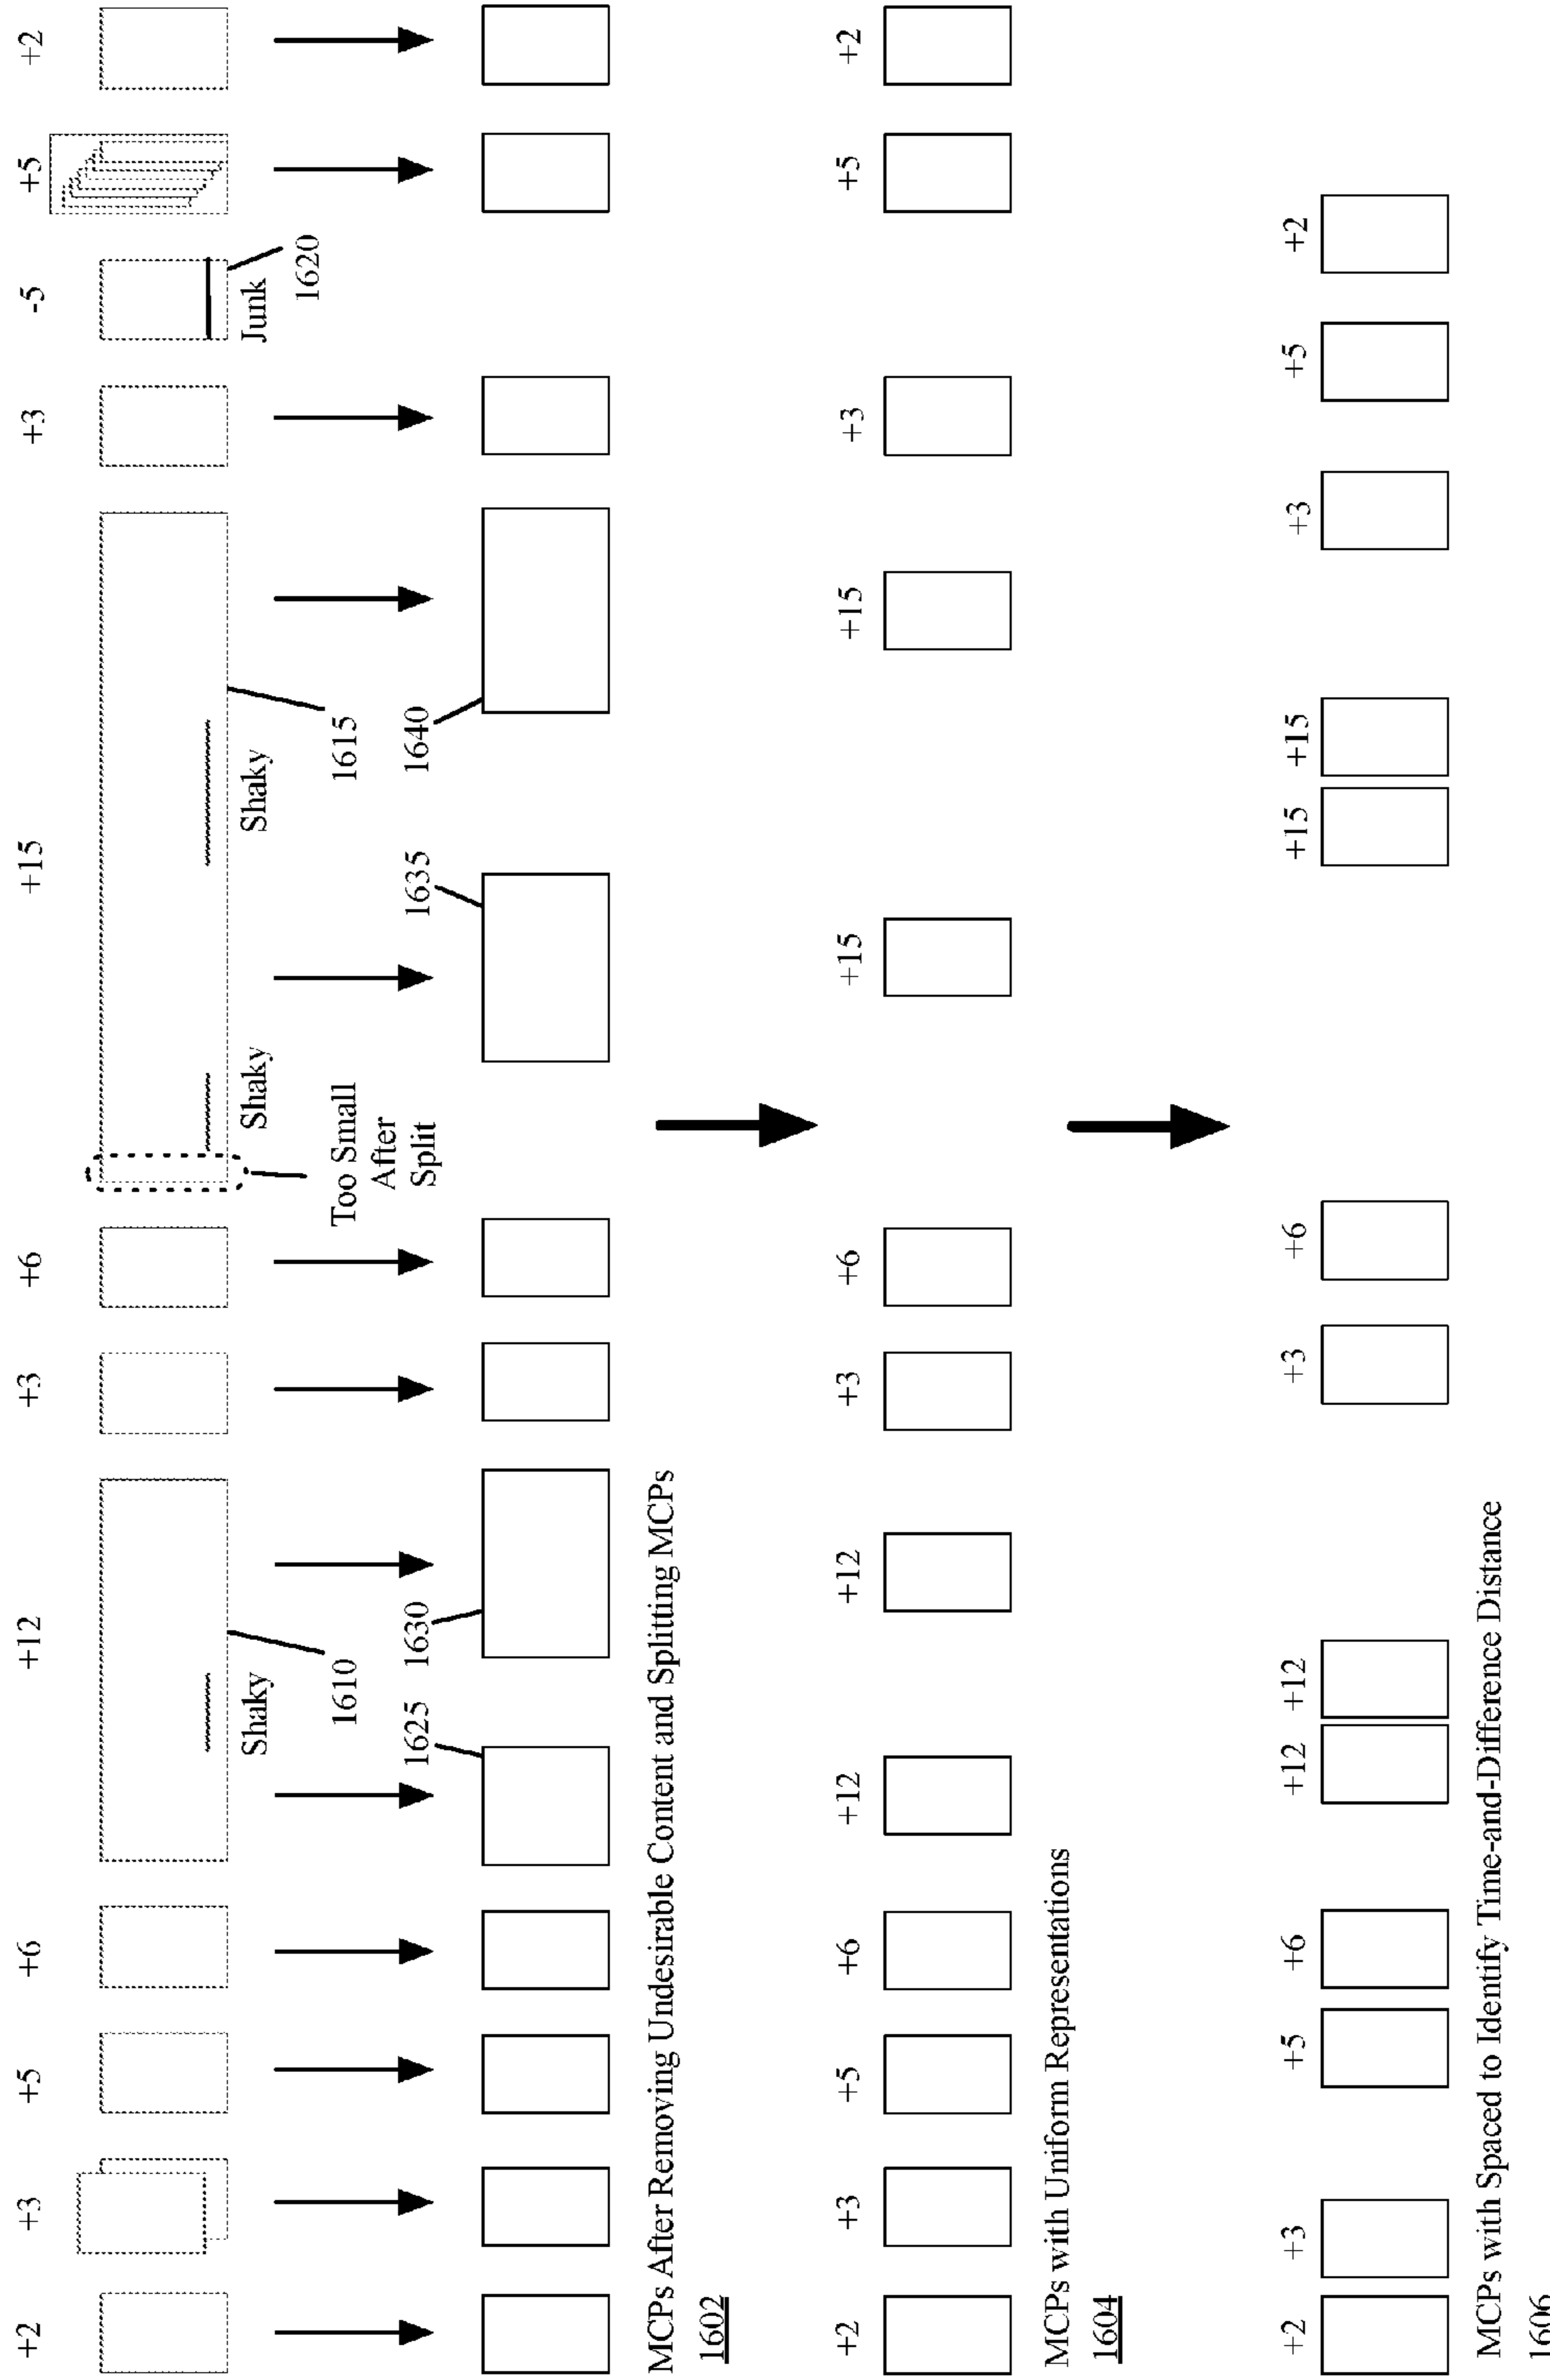 +2 +3 +5 +6 +12 +3 +6 +15 +3 -5 +5 +2
Shaky
Shaky
Shaky
Junk
1610
1615
1620
Too Small
After
Split
1625
1630
1635
1640
MCPs After Removing Undesirable Content and Splitting MCPs
1602
+2 +3 +5 +6 +12 +12 +3 +6 +15 +15 +3 +5 +2
MCPs with Uniform Representations
1604
+2 +3 +5 +6 +12 +12 +3 +6 +15 +15 +3 +5 +2
MCPs with Spaced to Identify Time-and-Difference Distance
1606